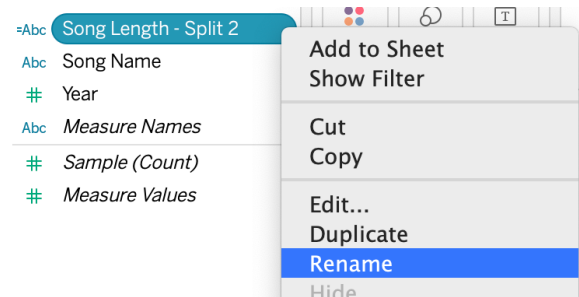 =Abc Song Length - Split 2
Abc Song Name
# Year
Abc Measure Names
# Sample (Count)
# Measure Values
T
Add to Sheet
Show Filter
Cut
Copy
Edit...
Duplicate
Rename
Hide